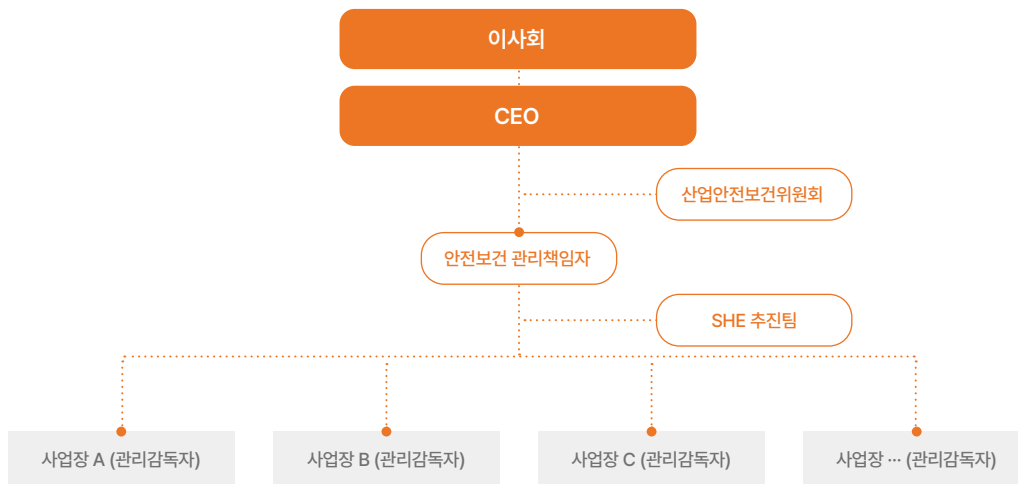 이사회
CEO
산업안전보건위원회
안전보건 관리책임자
SHE 추진팀
사업장 A (관리감독자)
사업장 B (관리감독자)
사업장 C (관리감독자)
사업장 ··· (관리감독자)